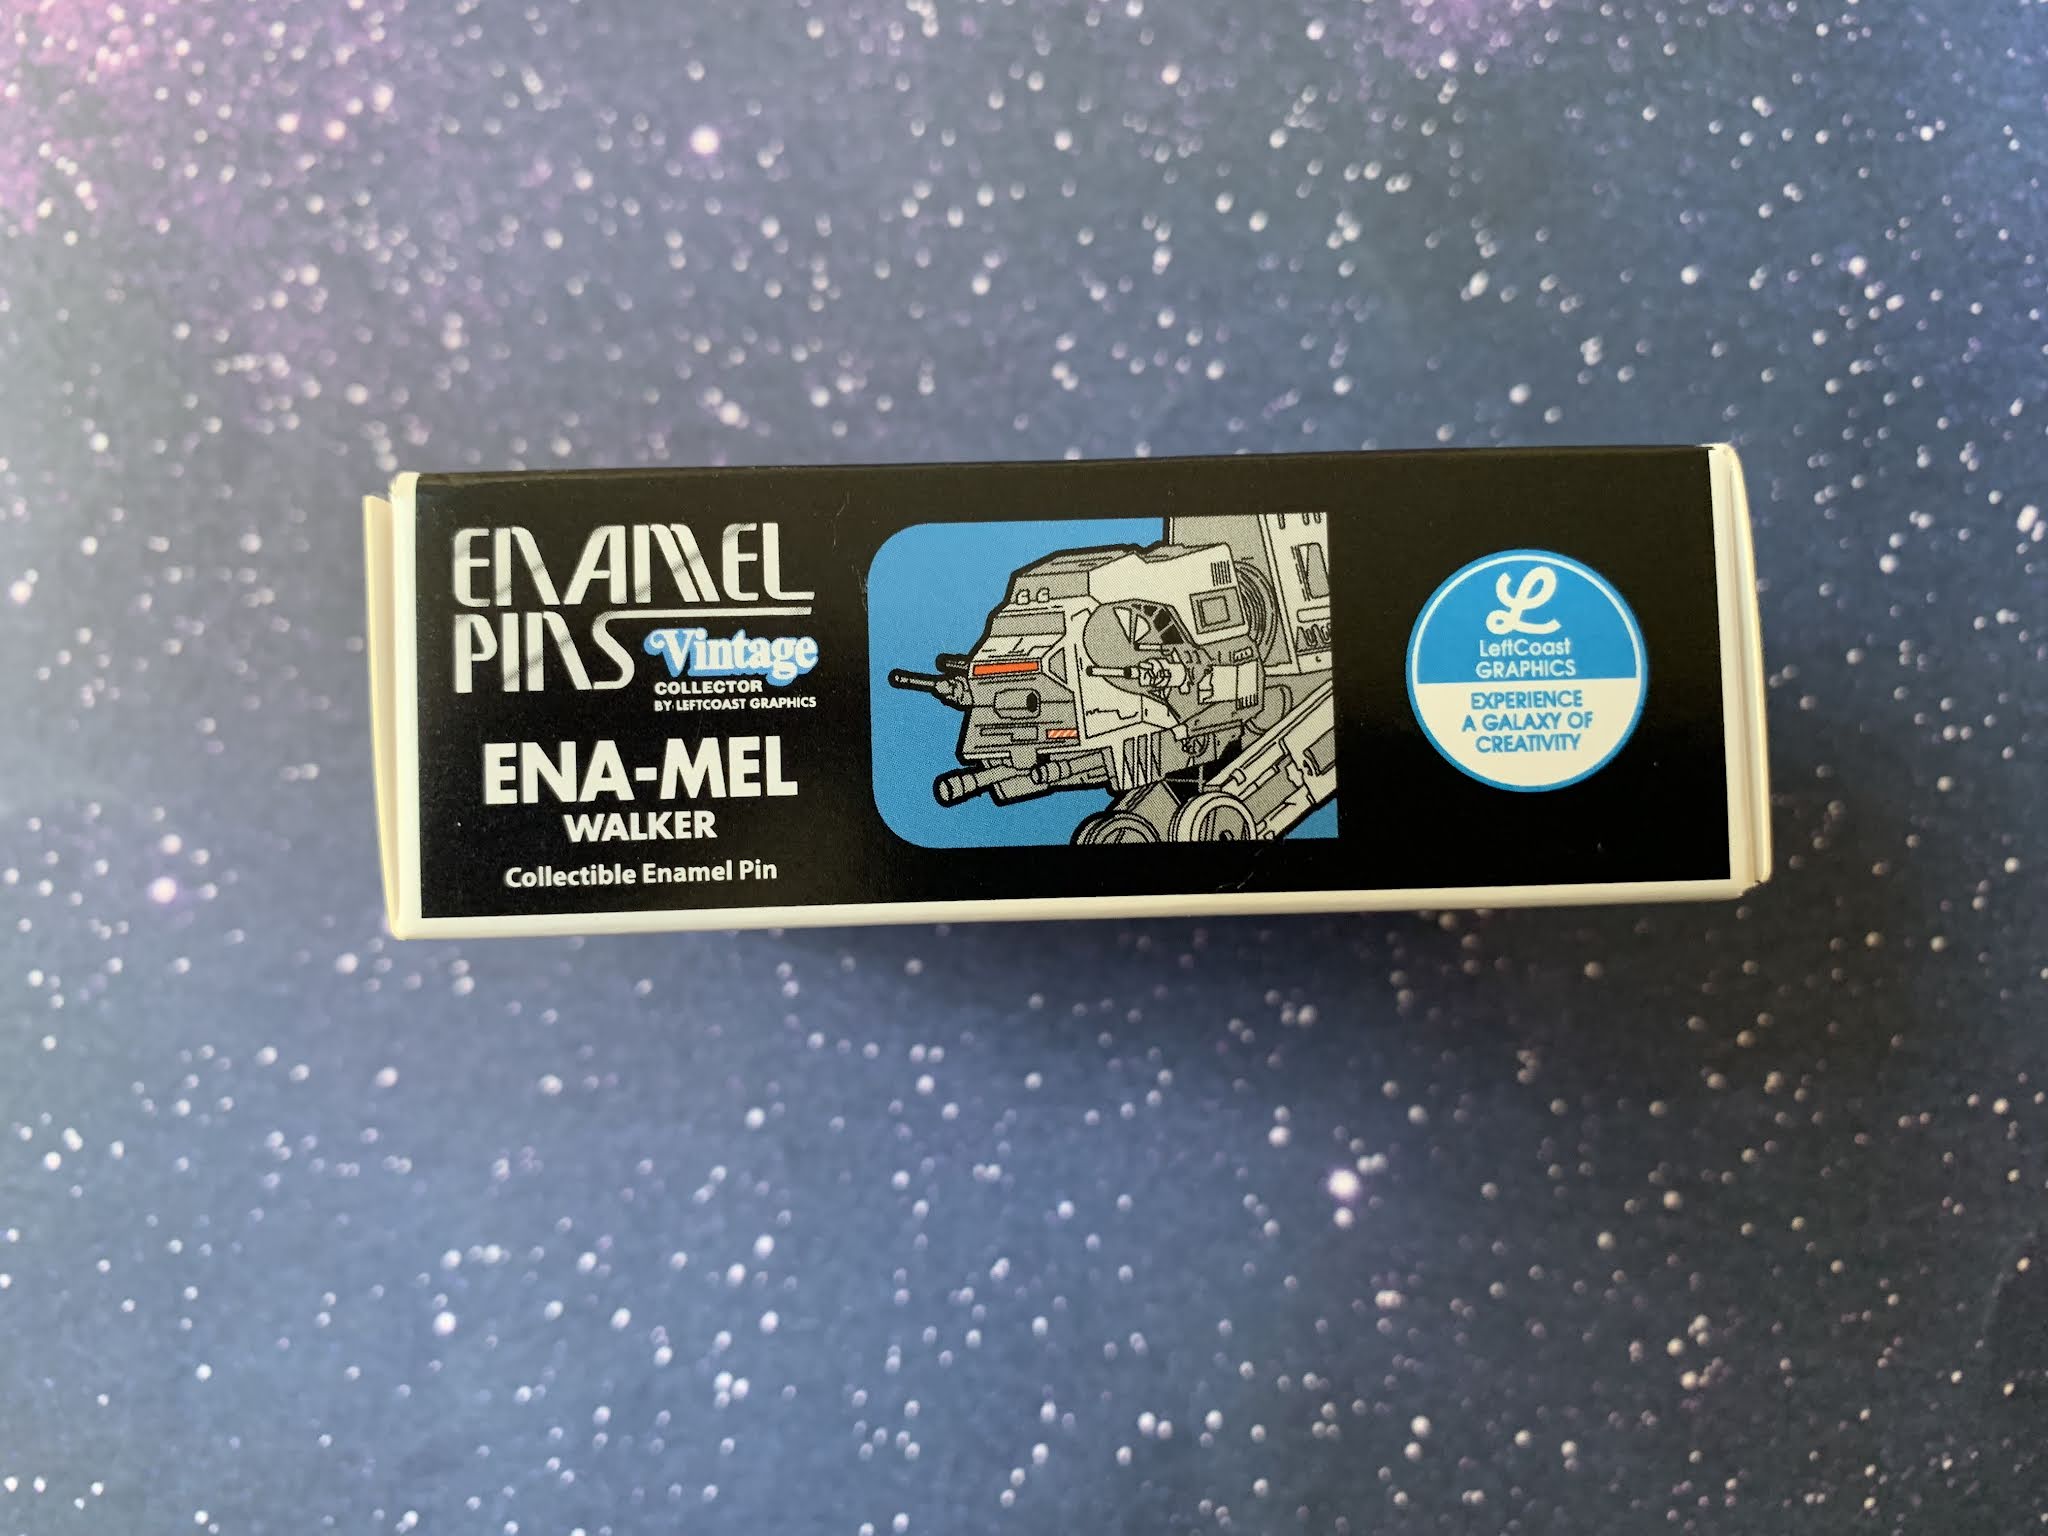 ENAMEL
PINS
Vintage
COLLECTOR
BY LEFTCOAST GRAPHICS
ENA-MEL
WALKER
Collectible Enamel Pin
L
LeftCoast
GRAPHICS
EXPERIENCE
A GALAXY OF
CREATIVITY